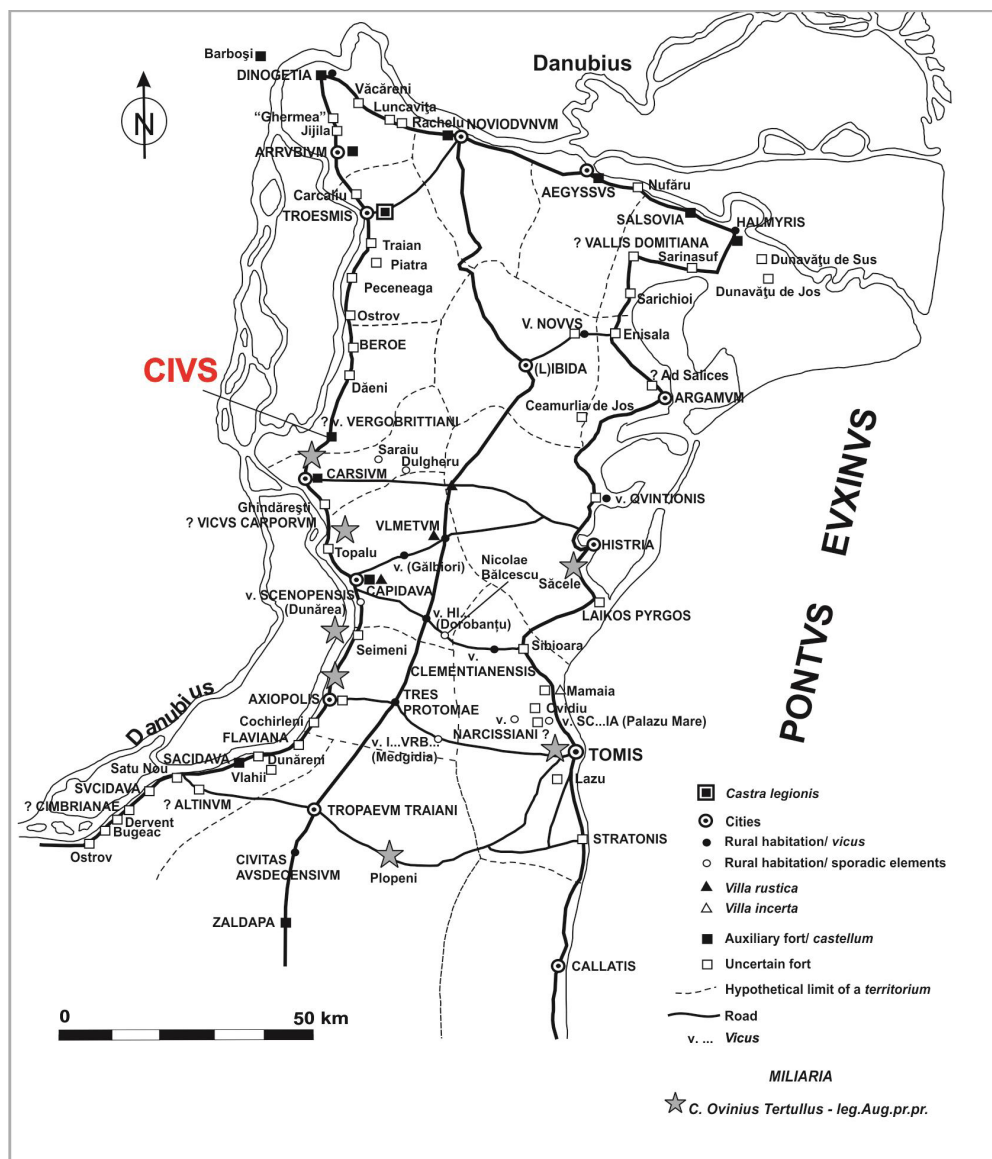 Barboşi
DINOGETIA
Danubius
N
Văcăreni
Luncaviţa
Rachelu
NOVIODVNVM
“Ghermea”
Jijila
ARRVBIVM
AEGYSSVS
Nufăru
Carcaliu
TROESMIS
SALSOVIA
HALMYRIS
? VALLIS DOMITIANA
Traian
Piatra
Sarinasuf
Dunavăţu de Sus
Dunavăţu de Jos
Peceneaga
Sarichioi
Ostrov
V. NOVVS
Enisala
BEROE
CIVS
(L)IBIDA
Dăeni
? Ad Salices
ARGAMVM
Ceamurlia de Jos
? v. VERGOBRITTIANI
Saraiu
Dulgheru
CARSIVM
v. QVINTIONIS
Ghindăreşti
? VICVS CARPORVM
VLMETVM
HISTRIA
Topalu
v. (Gălbiori)
Nicolae
Bălcescu
Săcele
CAPIDAVA
v. SCENOPENSIS
(Dunărea)
LAIKOS PYRGOS
v. HI...
(Dorobanţu)
Seimeni
Sibioara
v.
CLEMENTIANENSIS
PONTVS EVXINVS
Danubius
AXIOPOLIS
TRES
PROTOMAE
Mamaia
Ovidiu
Cochirleni
FLAVIANA
v.
NARCISSIANI ?
v. SC...IA (Palazu Mare)
v. I...VRB...
(Medgidia)
TOMIS
SACIDAVA
Dunăreni
Satu Nou
Vlahii
Lazu
SVCIDAVA
? CIMBRIANAE
? ALTINVM
TROPAEVM TRAIANI
Dervent
Bugeac
Ostrov
STRATONIS
CIVITAS
AVSDECENSIVM
Plopeni
ZALDAPA
CALLATIS
0 50 km
Castra legionis
Cities
Rural habitation/ vicus
Rural habitation/ sporadic elements
Villa rustica
Villa incerta
Auxiliary fort/ castellum
Uncertain fort
Hypothetical limit of a territorium
Road
v. ... Vicus
MILIARIA
C. Ovinius Tertullus - leg.Aug.pr.pr.